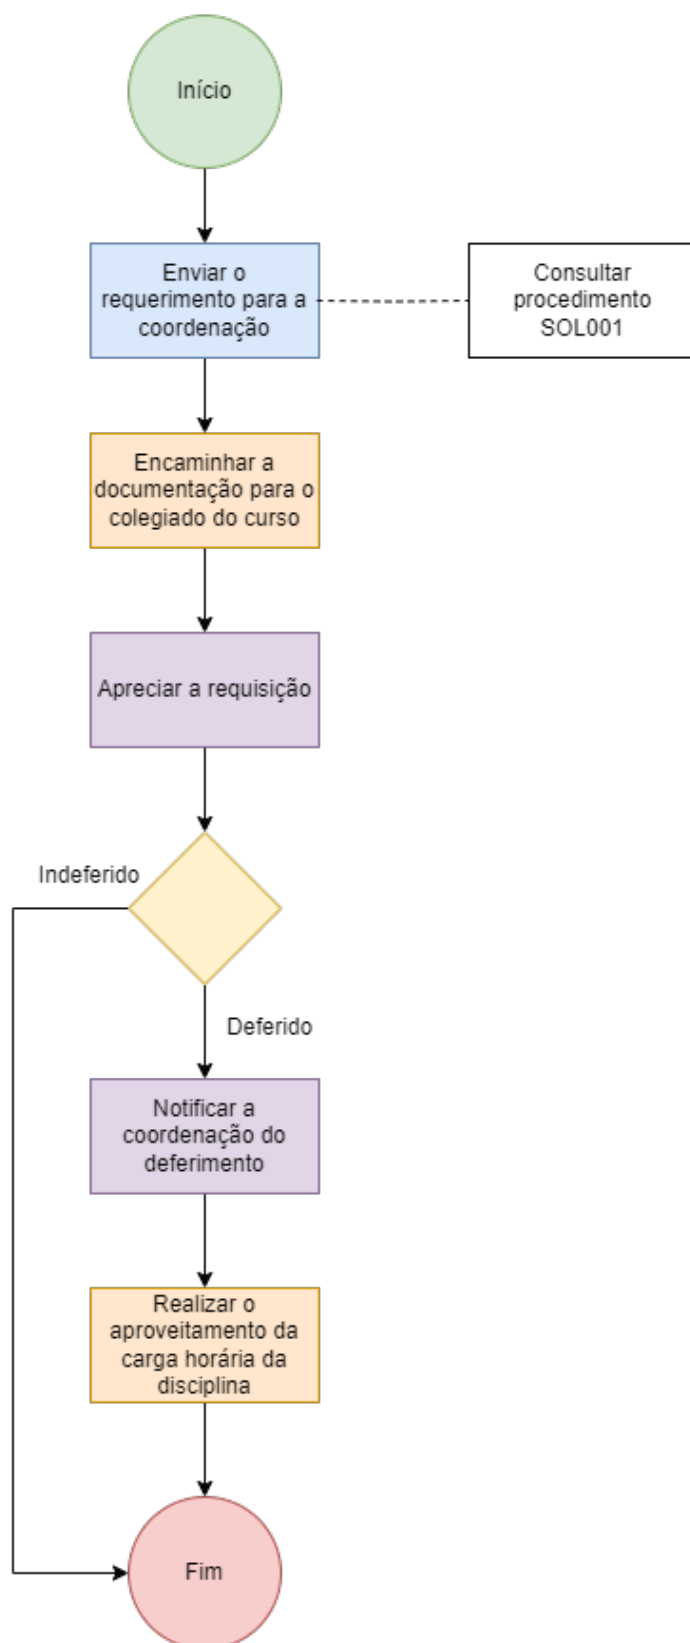 Início
Enviar o
requerimento para a
coordenação
Consultar
procedimento
SOL001
Encaminhar a
documentação para o
colegiado do curso
Apreciar a requisição
Indeferido
Deferido
Notificar a
coordenação do
deferimento
Realizar o
aproveitamento da
carga horária da
disciplina
Fim